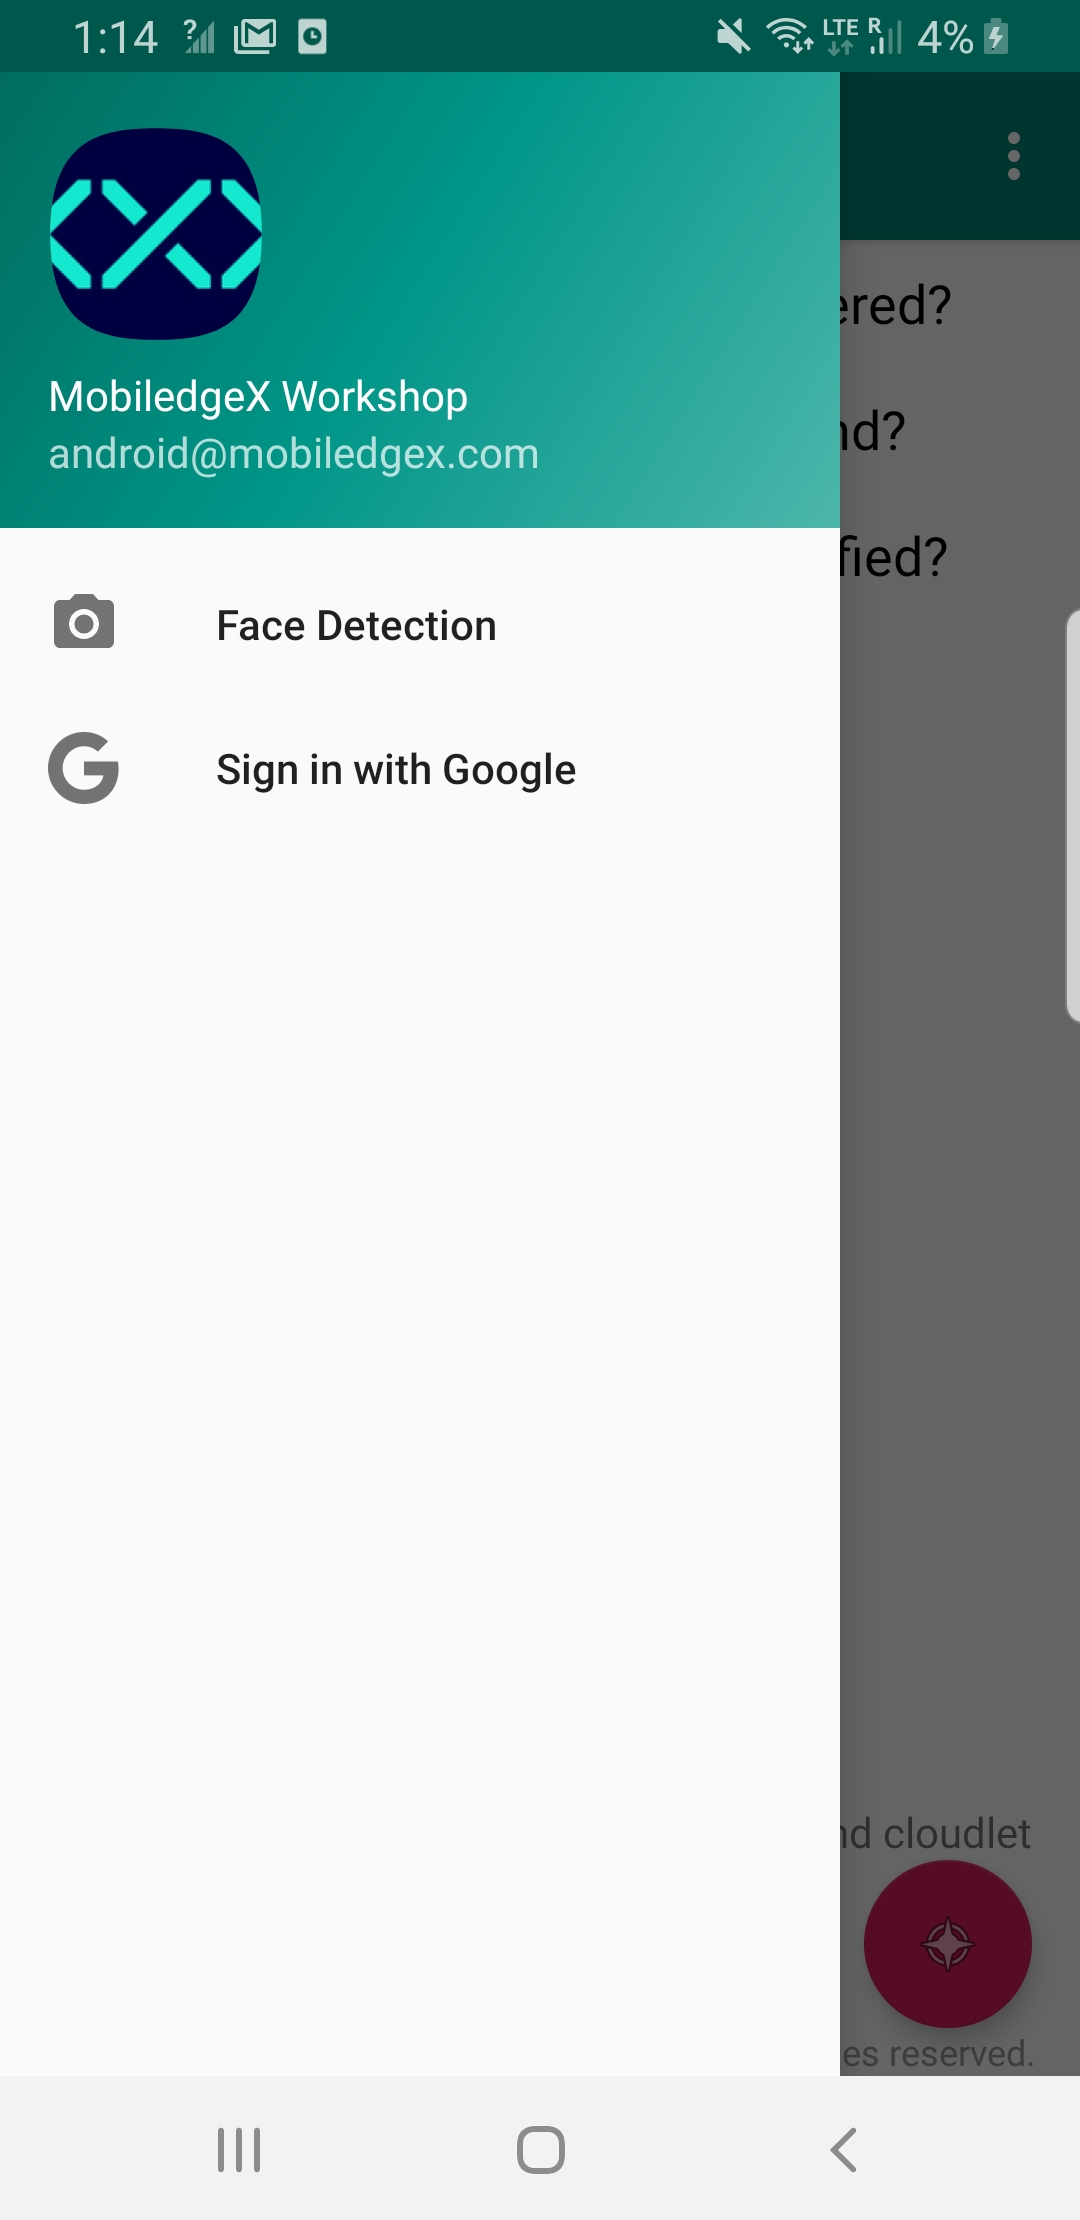 1:14 ? LTE R 4%
MobiledgeX Workshop
android@mobiledgex.com
ered?
nd?
fied?
Face Detection
Sign in with Google
nd cloudlet
es reserved.